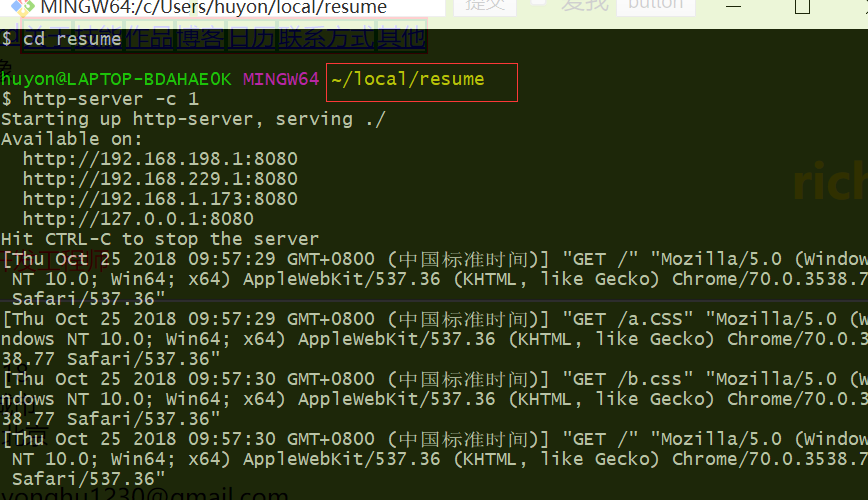 MINGW64:/c/Users/huyon/local/resume
提交
爱我
button
关于 技能 作品 博客 日历 联系方式 其他
$ cd resume
huyon@LAPTOP-BDAHAE0K MINGW64 ~/local/resume
$ http-server -c 1
Starting up http-server, serving ./
Available on:
http://192.168.198.1:8080
http://192.168.229.1:8080
http://192.168.1.173:8080
http://127.0.0.1:8080
Hit CTRL-C to stop the server
rich
[Thu Oct 25 2018 09:57:29 GMT+0800 (中国标准时间)] "GET /" "Mozilla/5.0 (Window
NT 10.0; Win64; x64) AppleWebKit/537.36 (KHTML, like Gecko) Chrome/70.0.3538.7
Safari/537.36"
[Thu Oct 25 2018 09:57:29 GMT+0800 (中国标准时间)] "GET /a.CSS" "Mozilla/5.0 (W
ndows NT 10.0; Win64; x64) AppleWebKit/537.36 (KHTML, like Gecko) Chrome/70.0.
38.77 Safari/537.36"
[Thu Oct 25 2018 09:57:30 GMT+0800 (中国标准时间)] "GET /b.css" "Mozilla/5.0 (W
ndows NT 10.0; Win64; x64) AppleWebKit/537.36 (KHTML, like Gecko) Chrome/70.0.
38.77 Safari/537.36"
[Thu Oct 25 2018 09:57:30 GMT+0800 (中国标准时间)] "GET /" "Mozilla/5.0 (Window
NT 10.0; Win64; x64) AppleWebKit/537.36 (KHTML, like Gecko) Chrome/70.0.3538.7
Safari/537.36"
yonghu1230@gmail.com